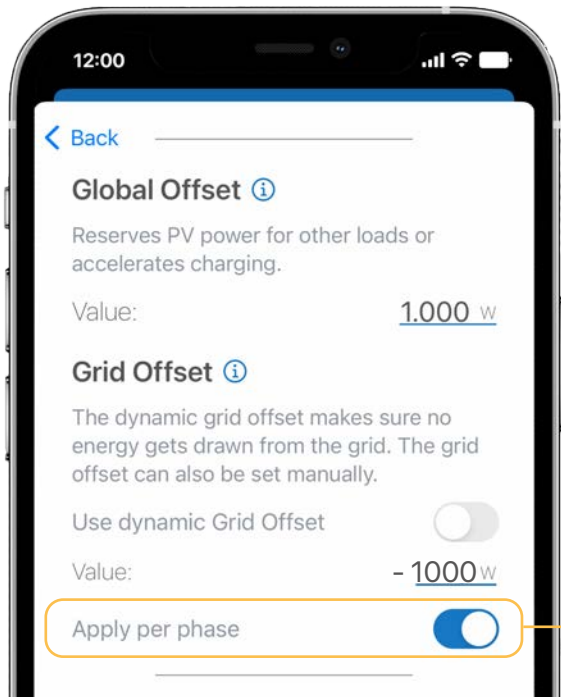 12:00
Back
Global Offset
Reserves PV power for other loads or
accelerates charging.
Value: 1.000 W
Grid Offset
The dynamic grid offset makes sure no
energy gets drawn from the grid. The grid
offset can also be set manually.
Use dynamic Grid Offset
Value: - 1000 W
Apply per phase